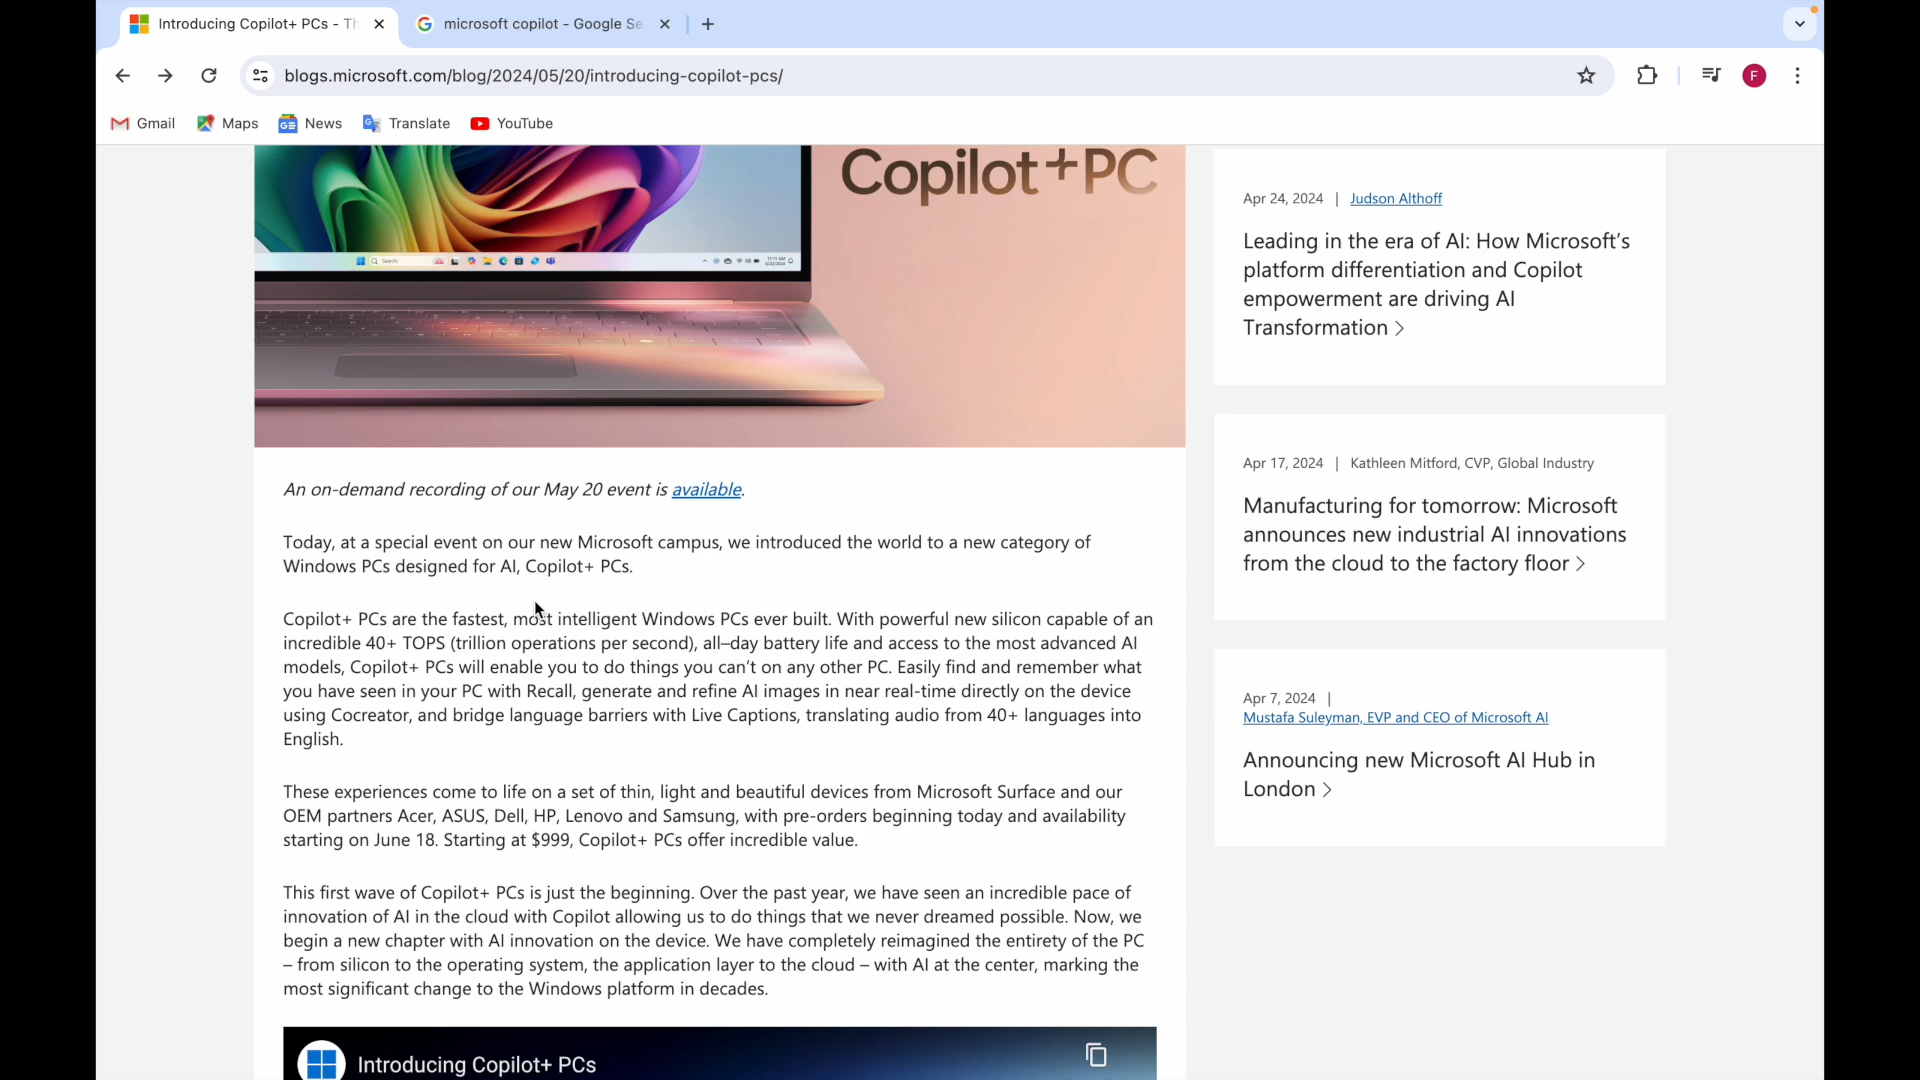 Introducing Copilot+ PCs - Th
microsoft copilot - Google Se
blogs.microsoft.com/blog/2024/05/20/introducing-copilot-pcs/
F
Gmail
Maps
News
Translate
YouTube
Copilot+PC
Search
11:11 AM
An on-demand recording of our May 20 event is available.
Today, at a special event on our new Microsoft campus, we introduced the world to a new category of
Windows PCs designed for AI, Copilot+ PCs.
Copilot+ PCs are the fastest, most intelligent Windows PCs ever built. With powerful new silicon capable of an
incredible 40+ TOPS (trillion operations per second), all–day battery life and access to the most advanced AI
models, Copilot+ PCs will enable you to do things you can't on any other PC. Easily find and remember what
you have seen in your PC with Recall, generate and refine AI images in near real-time directly on the device
using Cocreator, and bridge language barriers with Live Captions, translating audio from 40+ languages into
English.
These experiences come to life on a set of thin, light and beautiful devices from Microsoft Surface and our
OEM partners Acer, ASUS, Dell, HP, Lenovo and Samsung, with pre-orders beginning today and availability
starting on June 18. Starting at $999, Copilot+ PCs offer incredible value.
This first wave of Copilot+ PCs is just the beginning. Over the past year, we have seen an incredible pace of
innovation of AI in the cloud with Copilot allowing us to do things that we never dreamed possible. Now, we
begin a new chapter with AI innovation on the device. We have completely reimagined the entirety of the PC
– from silicon to the operating system, the application layer to the cloud – with AI at the center, marking the
most significant change to the Windows platform in decades.
Introducing Copilot+ PCs
Apr 24, 2024 | Judson Althoff
Leading in the era of AI: How Microsoft's
platform differentiation and Copilot
empowerment are driving AI
Transformation >
Apr 17, 2024 | Kathleen Mitford, CVP, Global Industry
Manufacturing for tomorrow: Microsoft
announces new industrial AI innovations
from the cloud to the factory floor >
Apr 7, 2024 |
Mustafa Suleyman, EVP and CEO of Microsoft AI
Announcing new Microsoft AI Hub in
London >